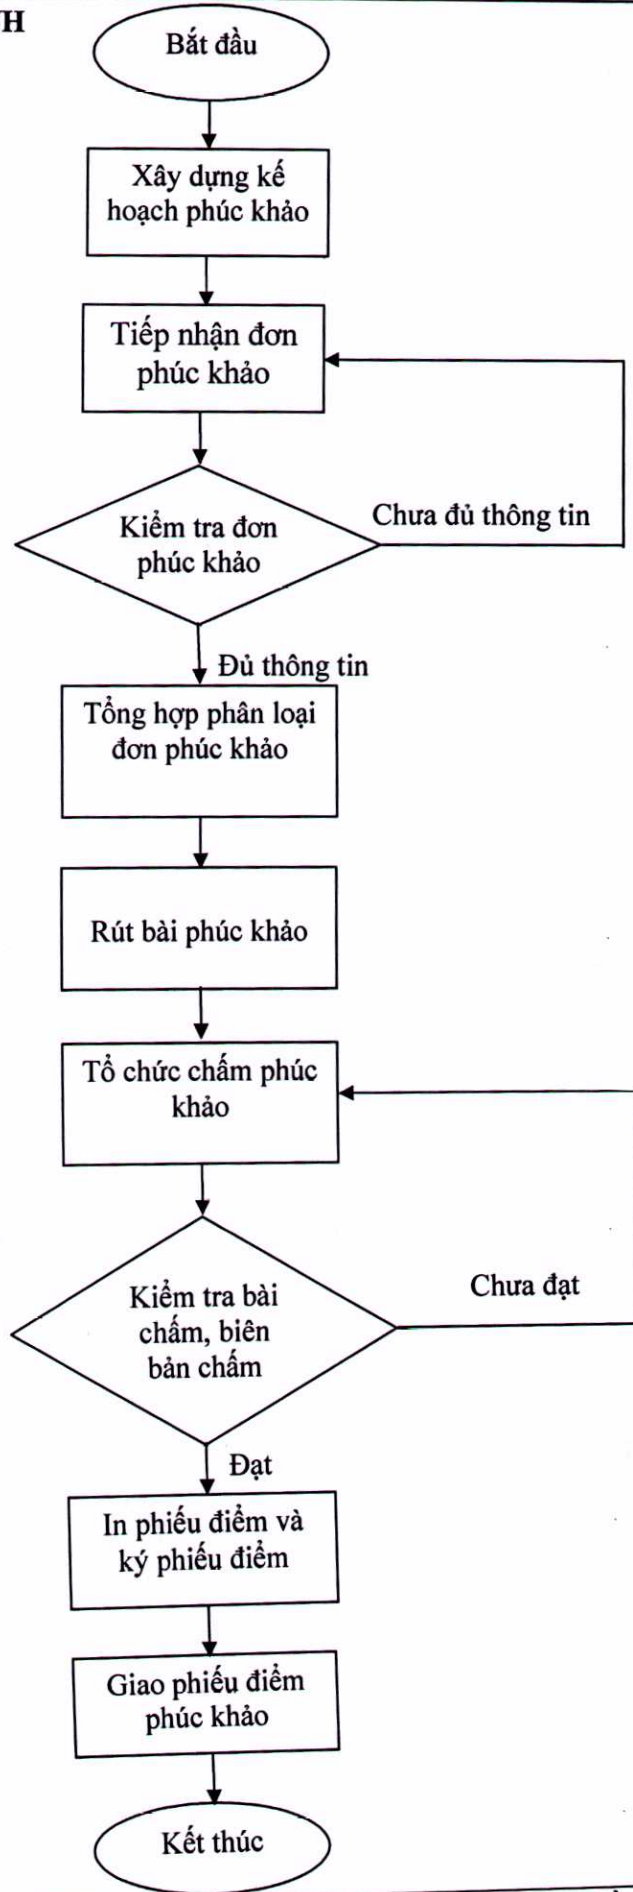 H
Bắt đầu
Xây dựng kế
hoạch phúc khảo
Tiếp nhận đơn
phúc khảo
Kiểm tra đơn
phúc khảo
Chưa đủ thông tin
Đủ thông tin
Tổng hợp phân loại
đơn phúc khảo
Rút bài phúc khảo
Tổ chức chấm phúc
khảo
Kiểm tra bài
chấm, biên
bản chấm
Chưa đạt
Đạt
In phiếu điểm và
ký phiếu điểm
Giao phiếu điểm
phúc khảo
Kết thúc